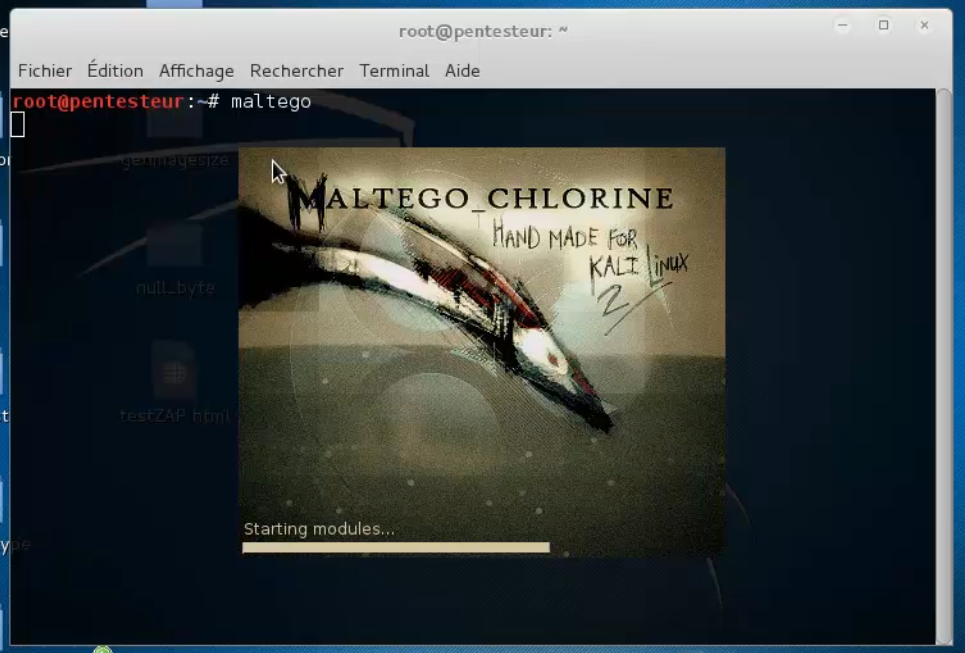 root@pentesteur: ~
Fichier Édition Affichage Rechercher Terminal Aide
root@pentesteur:~# maltego
getimagesize
MALTEGO_CHLORINE
HAND MADE FOR
KALI LINUX
2
null_byte
testZAP.html
Starting modules...